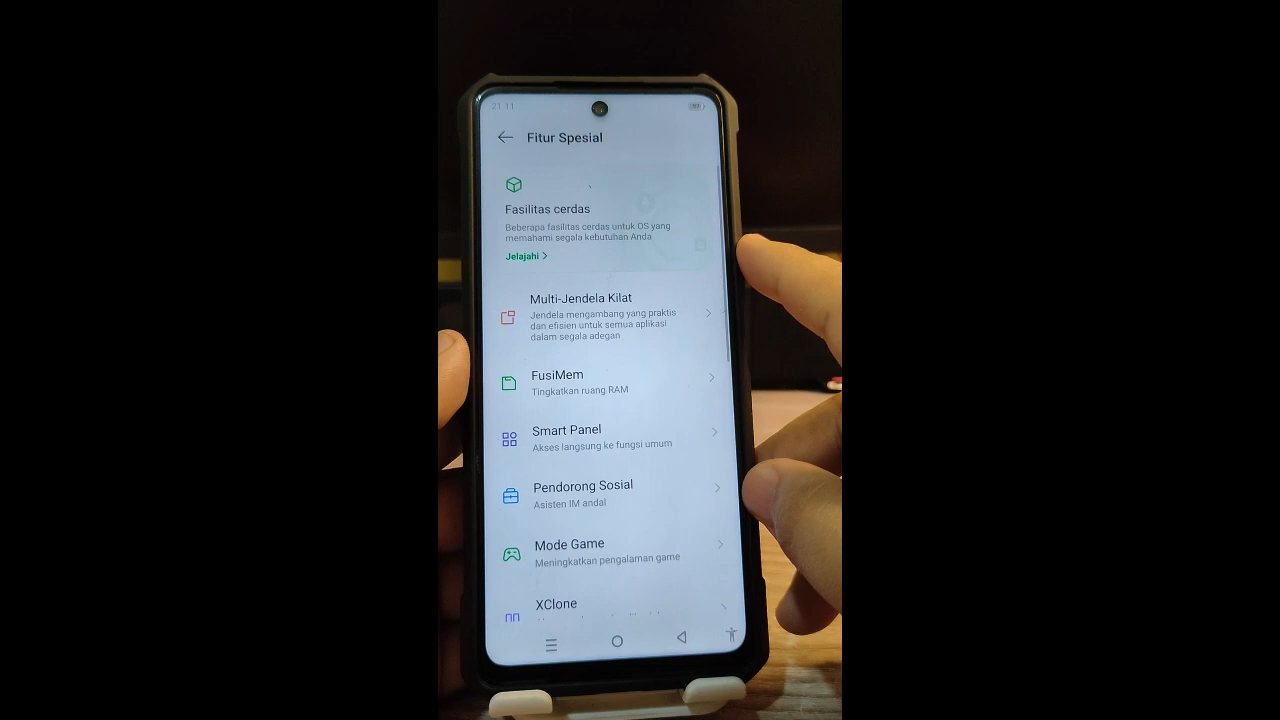 21.11
Fitur Spesial
Fasilitas cerdas
Beberapa fasilitas cerdas untuk OS yang
memahami segala kebutuhan Anda
Jelajahi
Multi-Jendela Kilat
Jendela mengambang yang praktis
dan efisien untuk semua aplikasi
dalam segala adegan
FusiMem
Tingkatkan ruang RAM
Smart Panel
Akses langsung ke fungsi umum
Pendorong Sosial
Asisten IM andal
Mode Game
Meningkatkan pengalaman game
XClone